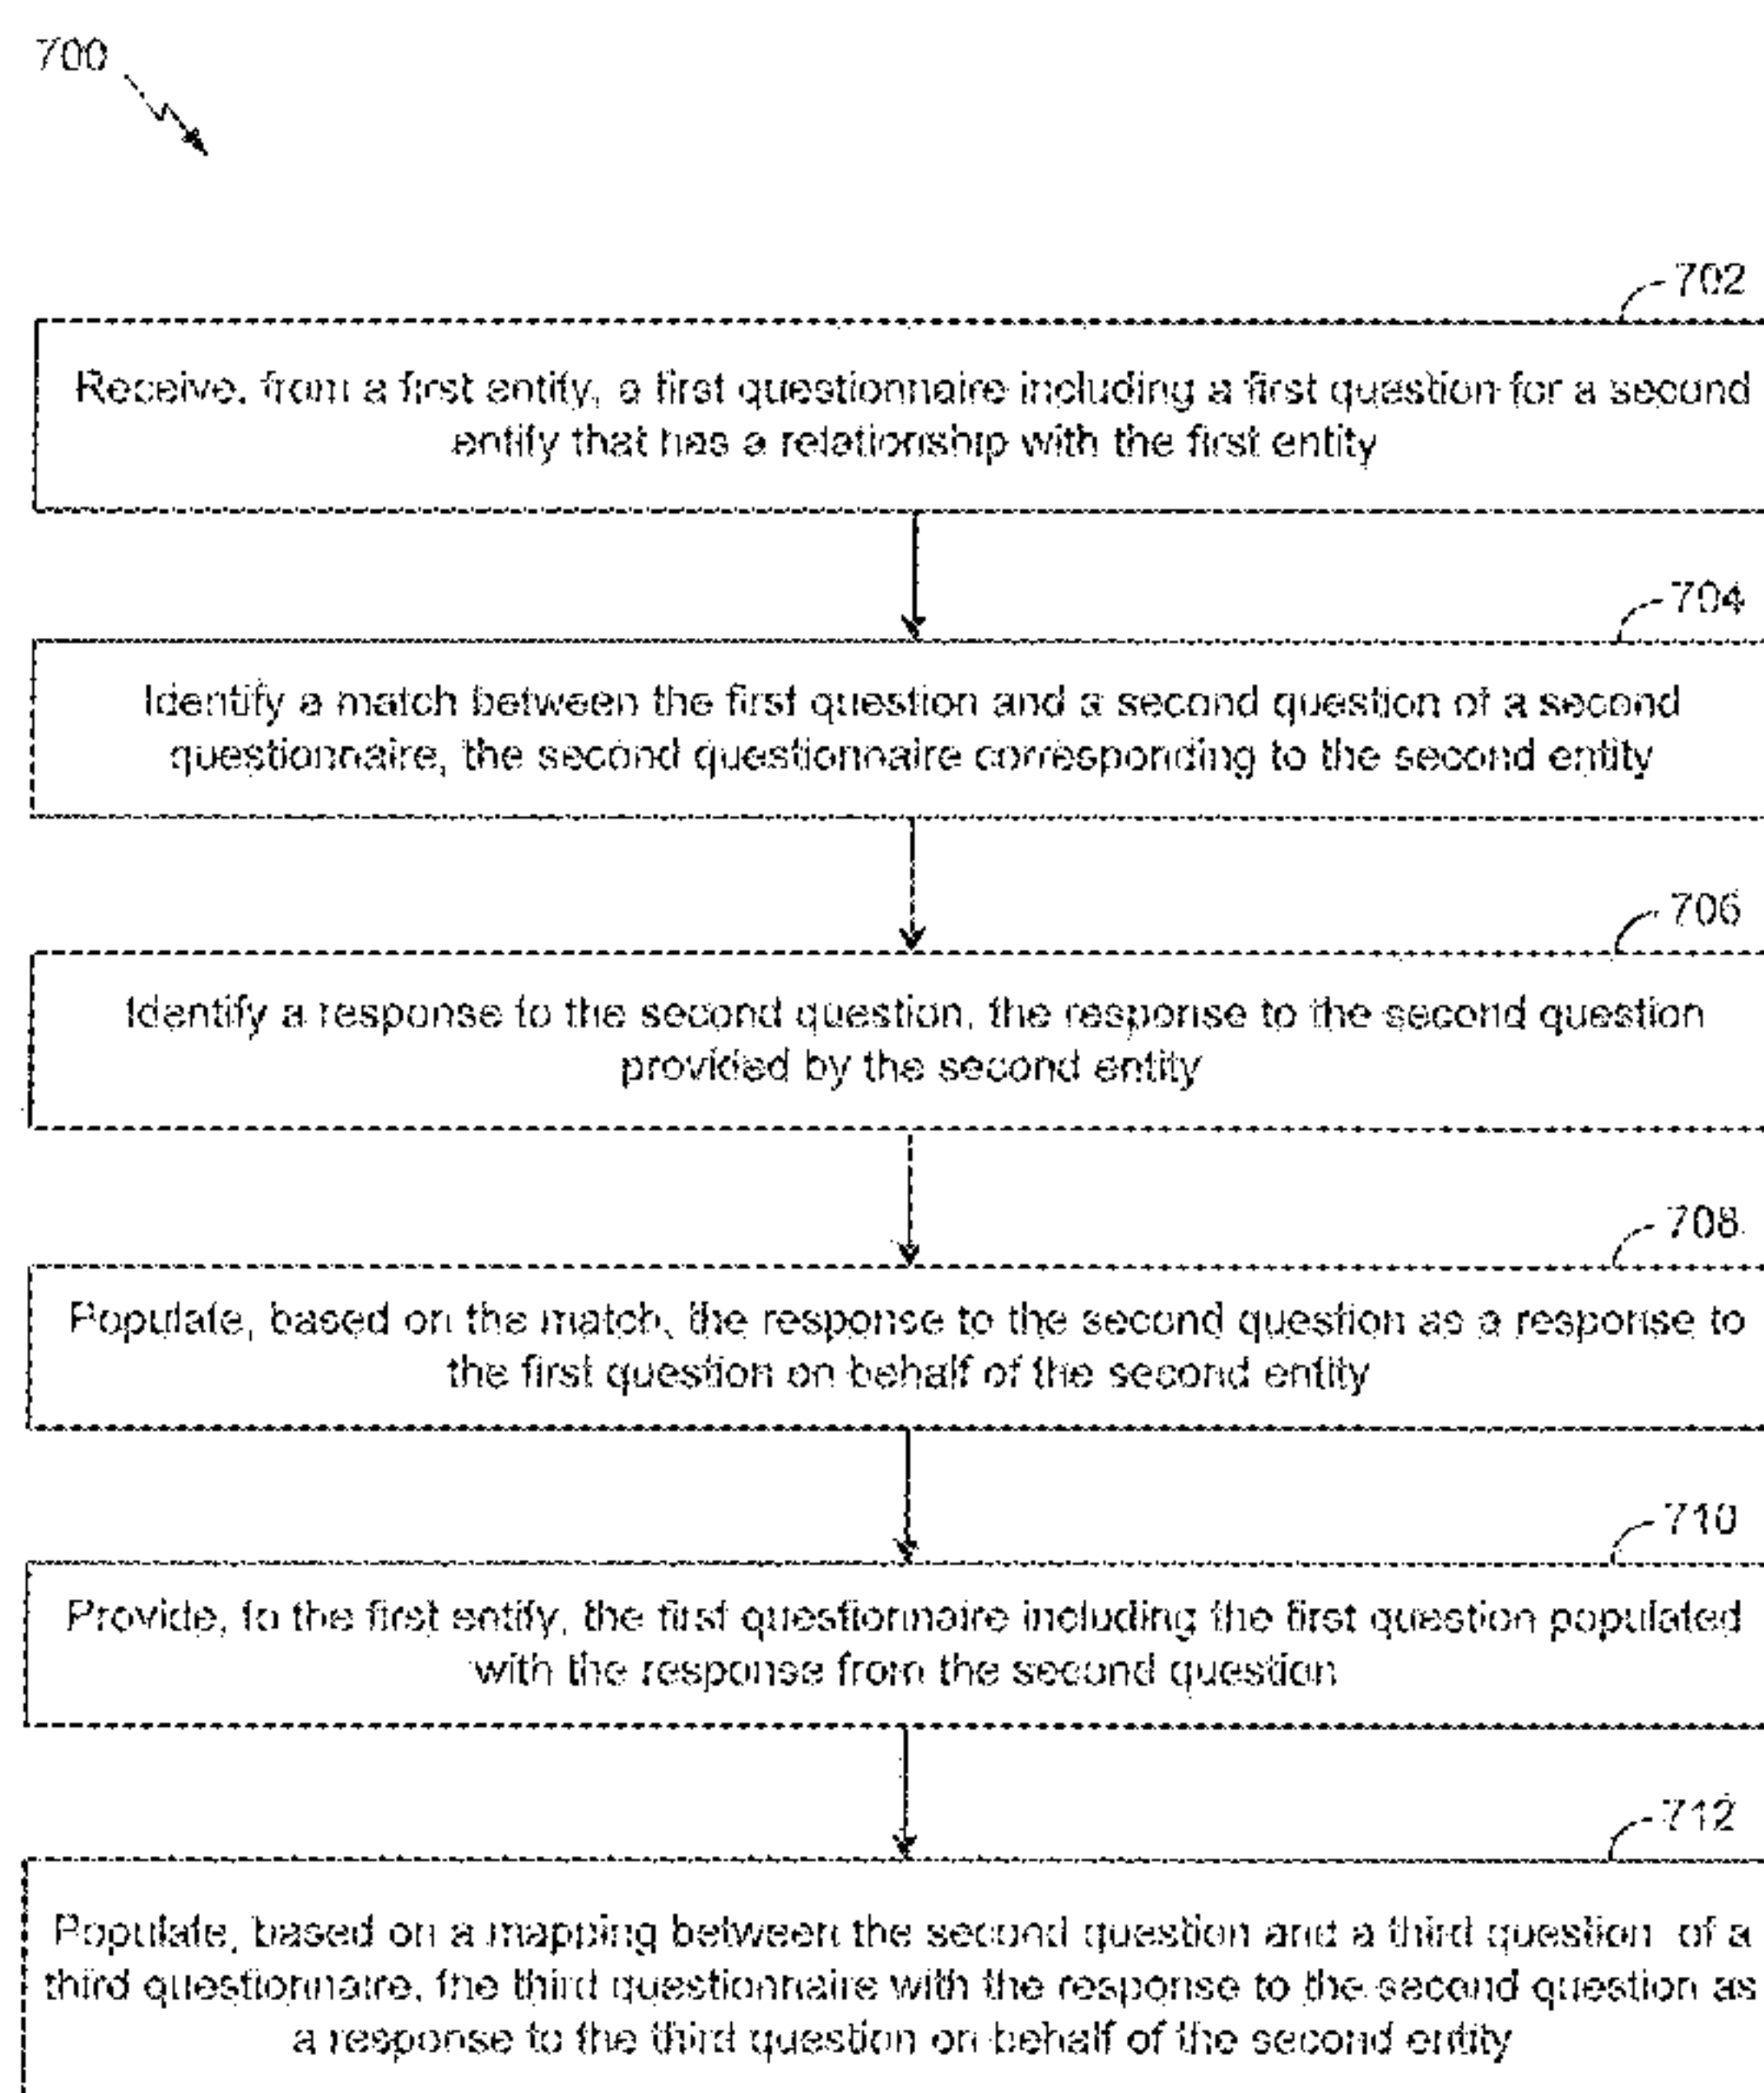 700
702
Receive, from a first entity, a first questionnaire including a first question for a second
entity that has a relationship with the first entity
704
Identify a match between the first question and a second question of a second
questionnaire, the second questionnaire corresponding to the second entity
706
Identify a response to the second question, the response to the second question
provided by the second entity
708
Populate, based on the match, the response to the second question as a response to
the first question on behalf of the second entity
710
Provide, to the first entity, the first questionnaire including the first question populated
with the response from the second question
712
Populate, based on a mapping between the second question and a third question of a
third questionnaire, the third questionnaire with the response to the second question as
a response to the third question on behalf of the second entity